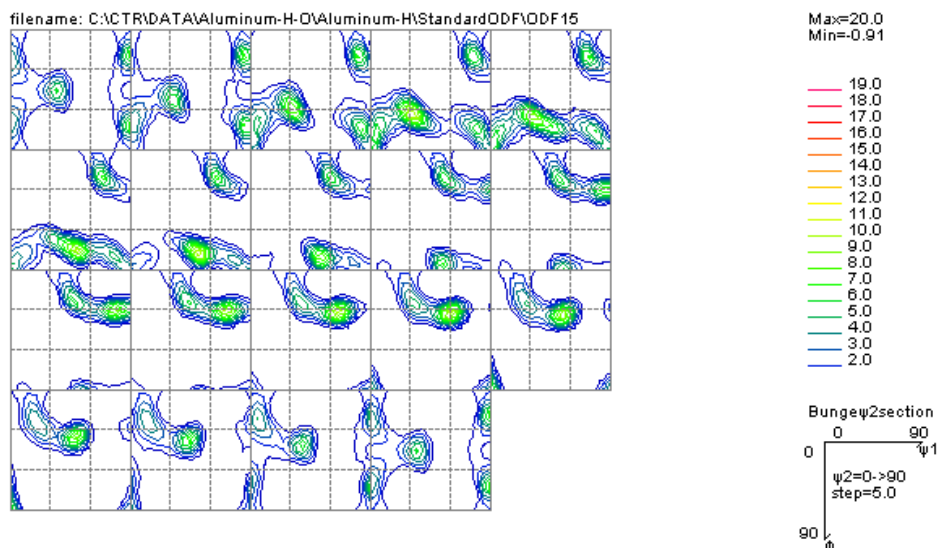 filename: C:\CTR\DATA\Aluminum-H-O\Aluminum-H\StandardODF\ODF15
Max=20.0
Min=-0.91
19.0
18.0
17.0
16.0
15.0
14.0
13.0
12.0
11.0
10.0
9.0
8.0
7.0
6.0
5.0
4.0
3.0
2.0
Bungeψ2section
0 90
0 ψ1
ψ2=0->90
step=5.0
90
ϕ